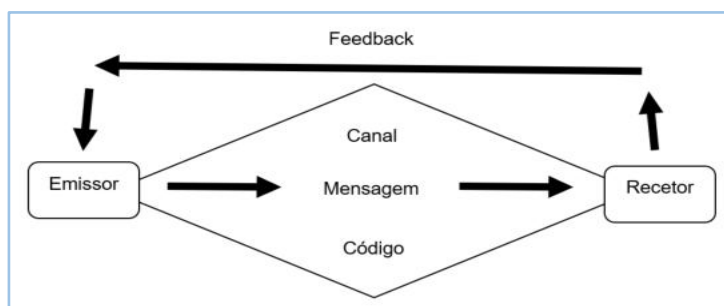 Feedback
Canal
Emissor
Mensagem
Recetor
Código